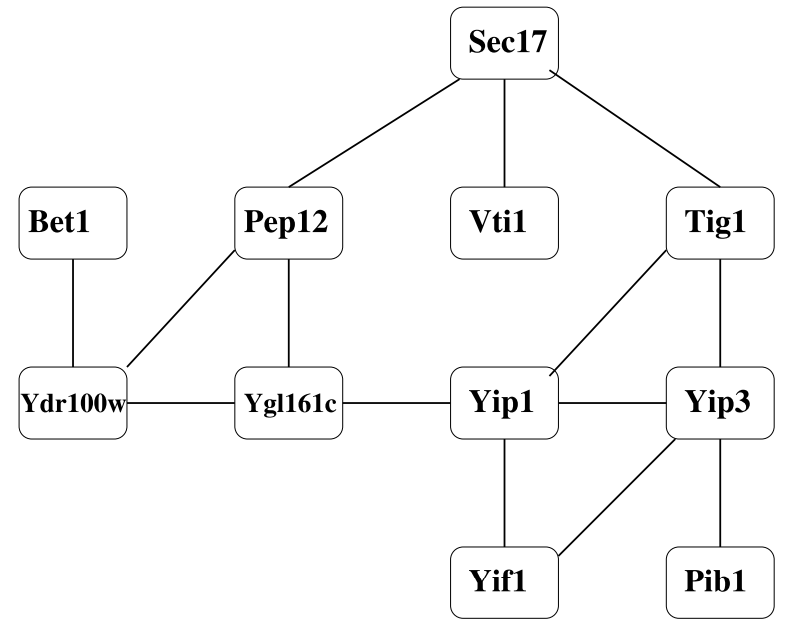 Sec17
Bet1
Pep12
Vti1
Tig1
Ydr100w
Ygl161c
Yip1
Yip3
Yif1
Pib1